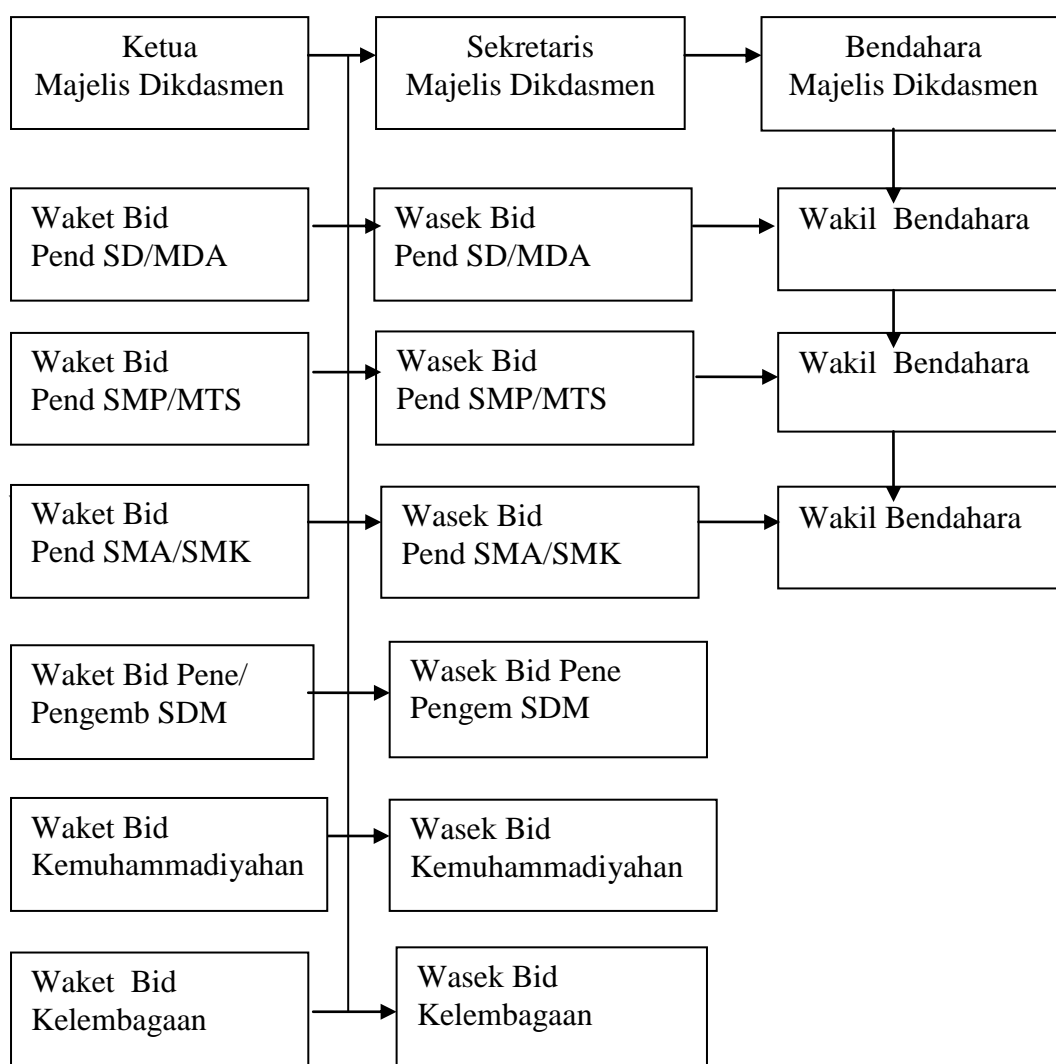 Ketua
Majelis Dikdasmen
Sekretaris
Majelis Dikdasmen
Bendahara
Majelis Dikdasmen
Waket Bid
Pend SD/MDA
Wasek Bid
Pend SD/MDA
Wakil Bendahara
Waket Bid
Pend SMP/MTS
Wasek Bid
Pend SMP/MTS
Wakil Bendahara
Waket Bid
Pend SMA/SMK
Wasek Bid
Pend SMA/SMK
Wakil Bendahara
Waket Bid Pene/
Pengemb SDM
Wasek Bid Pene
Pengem SDM
Waket Bid
Kemuhammadiyahan
Wasek Bid
Kemuhammadiyahan
Waket Bid
Kelembagaan
Wasek Bid
Kelembagaan